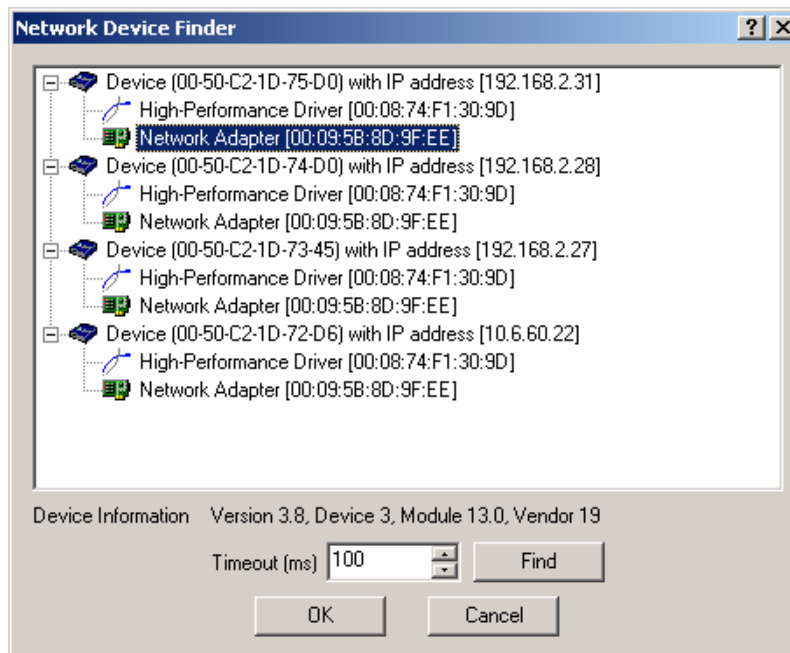 Network Device Finder
Device (00-50-C2-1D-75-D0) with IP address [192.168.2.31]
High-Performance Driver [00:08:74:F1:30:9D]
Network Adapter [00:09:5B:8D:9F:EE]
Device (00-50-C2-1D-74-D0) with IP address [192.168.2.28]
High-Performance Driver [00:08:74:F1:30:9D]
Network Adapter [00:09:5B:8D:9F:EE]
Device (00-50-C2-1D-73-45) with IP address [192.168.2.27]
High-Performance Driver [00:08:74:F1:30:9D]
Network Adapter [00:09:5B:8D:9F:EE]
Device (00-50-C2-1D-72-D6) with IP address [10.6.60.22]
High-Performance Driver [00:08:74:F1:30:9D]
Network Adapter [00:09:5B:8D:9F:EE]
Device Information Version 3.8, Device 3, Module 13.0, Vendor 19
Timeout (ms) 100 Find
OK Cancel